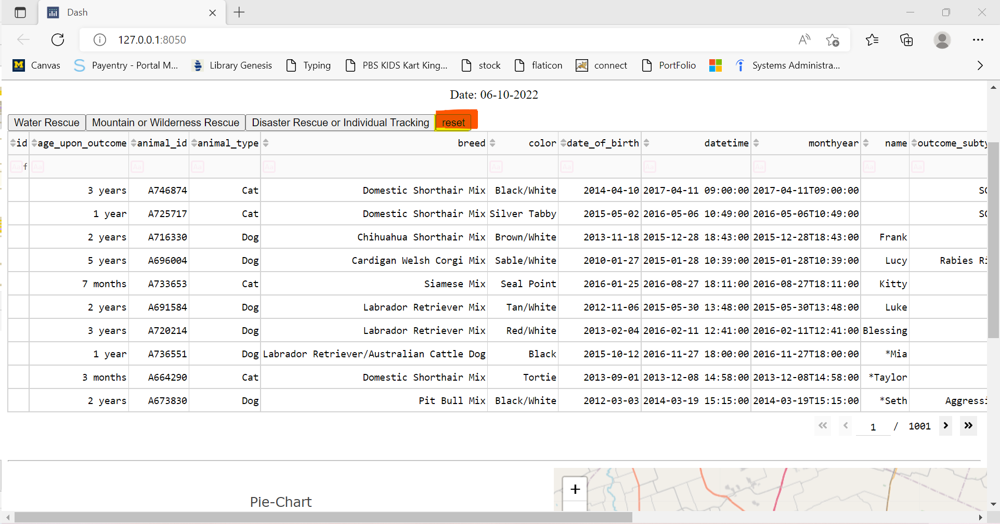 Dash
127.0.0.1:8050
Canvas Payentry - Portal M... Library Genesis Typing PBS KIDS Kart King... stock flaticon connect PortFolio Systems Administra...
Date: 06-10-2022
Water Rescue Mountain or Wilderness Rescue Disaster Rescue or Individual Tracking reset
id age_upon_outcome animal_id animal_type breed color date_of_birth datetime monthyear name outcome_subty
Aa f Aa Aa Aa Aa Aa Aa Aa Aa Aa Aa
3 years A746874 Cat Domestic Shorthair Mix Black/White 2014-04-10 2017-04-11 09:00:00 2017-04-11T09:00:00 SC
1 year A725717 Cat Domestic Shorthair Mix Silver Tabby 2015-05-02 2016-05-06 10:49:00 2016-05-06T10:49:00 SC
2 years A716330 Dog Chihuahua Shorthair Mix Brown/White 2013-11-18 2015-12-28 18:43:00 2015-12-28T18:43:00 Frank
5 years A696004 Dog Cardigan Welsh Corgi Mix Sable/White 2010-01-27 2015-01-28 10:39:00 2015-01-28T10:39:00 Lucy Rabies Ri
7 months A733653 Cat Siamese Mix Seal Point 2016-01-25 2016-08-27 18:11:00 2016-08-27T18:11:00 Kitty
2 years A691584 Dog Labrador Retriever Mix Tan/White 2012-11-06 2015-05-30 13:48:00 2015-05-30T13:48:00 Luke
3 years A720214 Dog Labrador Retriever Mix Red/White 2013-02-04 2016-02-11 12:41:00 2016-02-11T12:41:00 Blessing
1 year A736551 Dog Labrador Retriever/Australian Cattle Dog Black 2015-10-12 2016-11-27 18:00:00 2016-11-27T18:00:00 *Mia
3 months A664290 Cat Domestic Shorthair Mix Tortie 2013-09-01 2013-12-08 14:58:00 2013-12-08T14:58:00 *Taylor
2 years A673830 Dog Pit Bull Mix Black/White 2012-03-03 2014-03-19 15:15:00 2014-03-19T15:15:00 *Seth Aggressi
1 / 1001
Pie-Chart
+